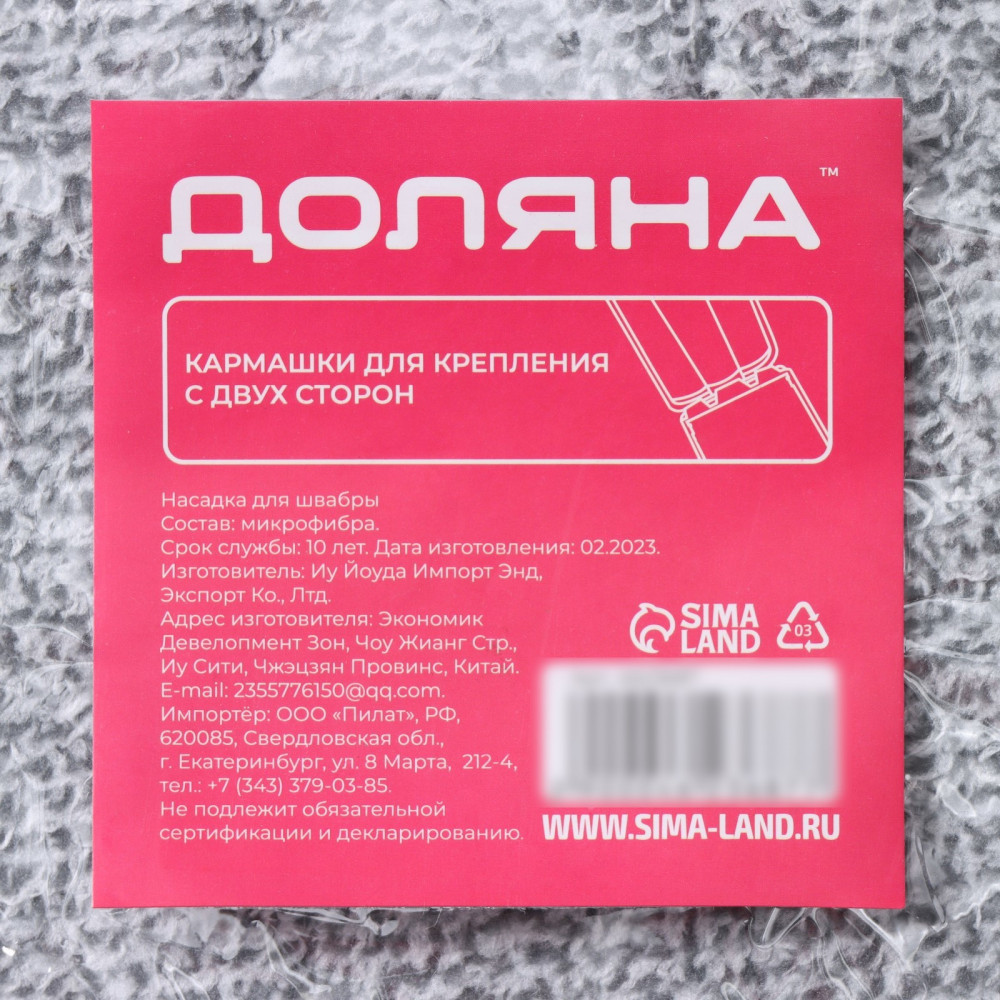 ДОЛЯНА™
КАРМАШКИ ДЛЯ КРЕПЛЕНИЯ
С ДВУХ СТОРОН
Насадка для швабры
Состав: микрофибра.
Срок службы: 10 лет. Дата изготовления: 02.2023.
Изготовитель: Иу Йоуда Импорт Энд,
Экспорт Ко., Лтд.
Адрес изготовителя: Экономик
Девелопмент Зон, Чоу Жианг Стр.,
Иу Сити, Чжэцзян Провинс, Китай.
E-mail: 2355776150@qq.com.
Импортёр: ООО «Пилат», РФ,
620085, Свердловская обл.,
г. Екатеринбург, ул. 8 Марта, 212-4,
тел.: +7 (343) 379-03-85.
Не подлежит обязательной
сертификации и декларированию.
SIMA
LAND
03
WWW.SIMA-LAND.RU